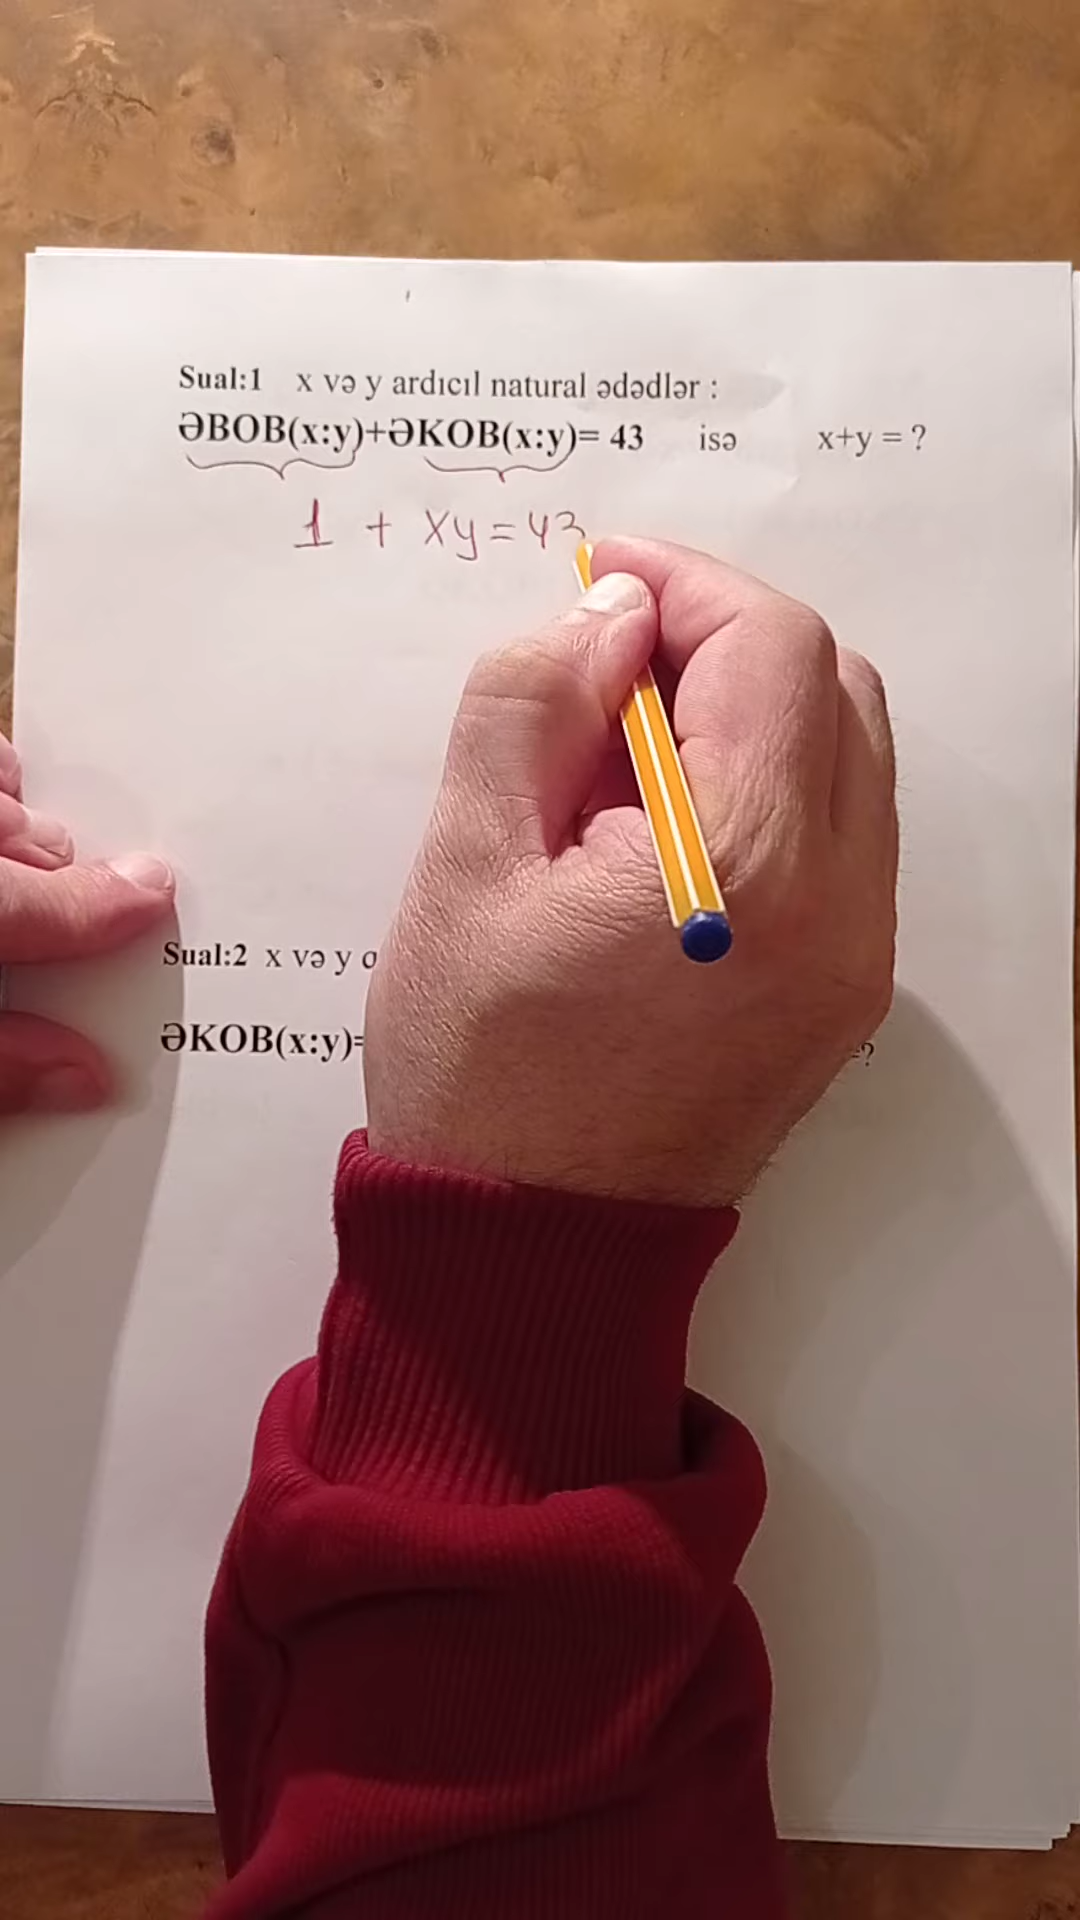 Sual:1 x və y ardıcıl natural ədədlər :
ƏBOB(x:y)+ƏKOB(x:y)= 43 isə x+y = ?
1 + xy = 43
Sual:2 x və y
ƏKOB(x:y)= =?